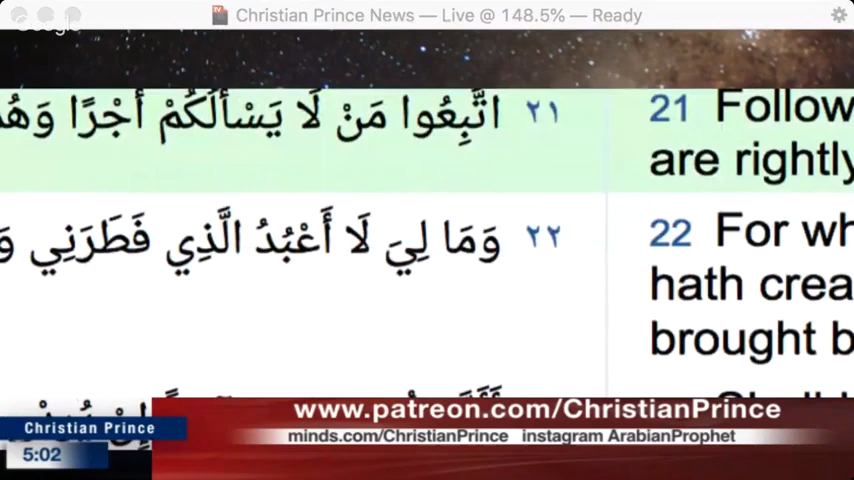 Christian Prince News — Live @ 148.5% — Ready
Google
٢١ اتَّبِعُوا مَنْ لَا يَسْأَلُكُمْ أَجْرًا
21 Follow
are rightly
٢٢ وَمَا لِيَ لَا أَعْبُدُ الَّذِي فَطَرَنِي
22 For wh
hath crea
brought b
www.patreon.com/ChristianPrince
minds.com/ChristianPrince instagram ArabianProphet
Christian Prince
5:02